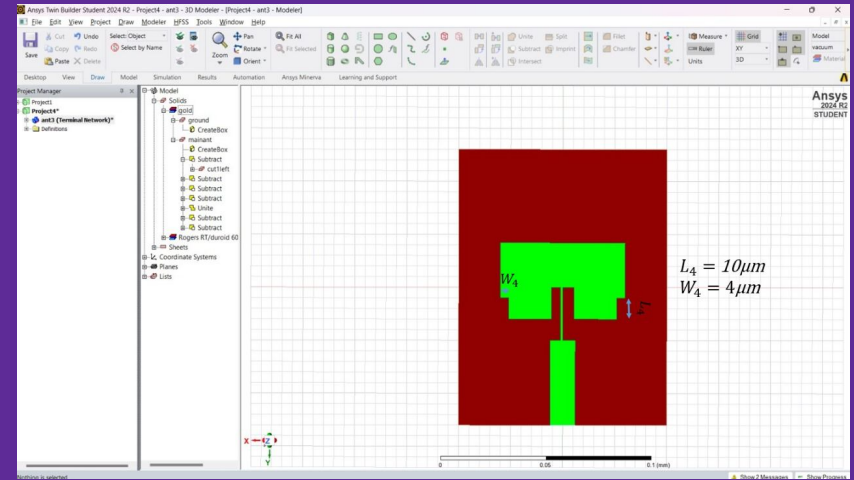 Ansys Twin Builder Student 2024 R2 - Project4 - ant3 - 3D Modeler - [Project4 - ant3 - Modeler]
File Edit View Project Draw Modeler HFSS Tools Window Help
Save
Cut Undo
Copy Redo
Paste Delete
Select: Object
Select by Name
Zoom
Pan
Rotate
Orient
Fit All
Fit Selected
Unite Split
Subtract Imprint
Intersect
Fillet
Chamfer
Measure
Ruler
Units
Grid
XY
3D
Model
vacuum
Material
Desktop View Draw Model Simulation Results Automation Ansys Minerva Learning and Support
Project Manager
Project1
Project4*
ant3 (Terminal Network)*
Definitions
Model
Solids
gold
ground
CreateBox
mainant
CreateBox
Subtract
cut1left
Subtract
Subtract
Subtract
Unite
Subtract
Subtract
Rogers RT/duroid 60
Sheets
Coordinate Systems
Planes
Lists
Ansys
2024 R2
STUDENT
W₄
L₄
L₄ = 10μm
W₄ = 4μm
X
Z
Y
0 0.05 0.1 (mm)
Nothing is selected
Show 2 Messages
Show Progress